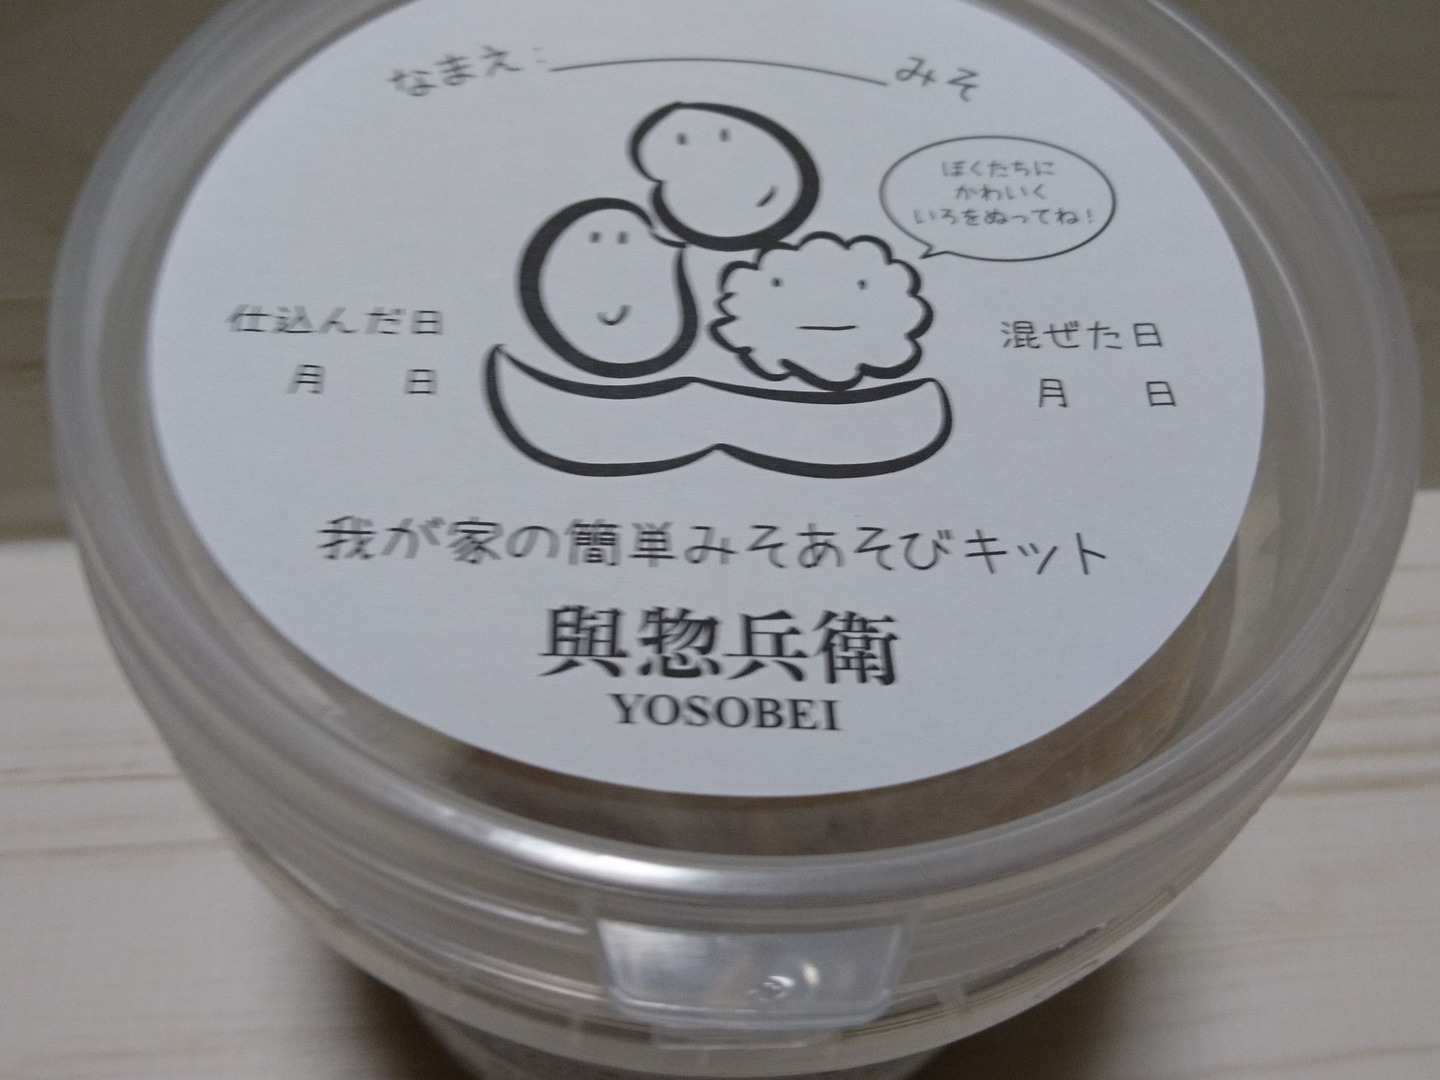 なまえ: みそ
ぼくたちに
かわいく
いろをぬってね!
仕込んだ日
月 日
混ぜた日
月 日
我が家の簡単みそあそびキット
與惣兵衛
YOSOBEI